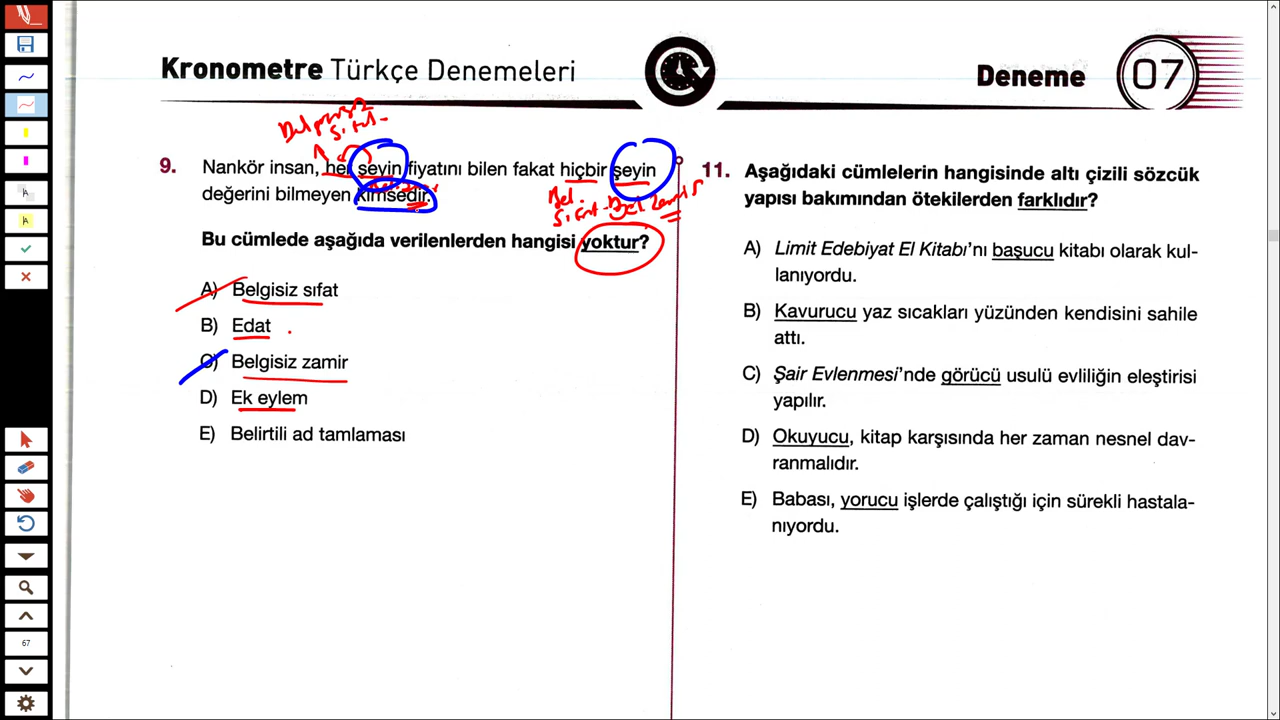 Kronometre Türkçe Denemeleri
Deneme 07
9. Nankör insan, her şeyin fiyatını bilen fakat hiçbir şeyin
değerini bilmeyen kimsedir.
Bu cümlede aşağıda verilenlerden hangisi yoktur?
A) Belgisiz sıfat
B) Edat
C) Belgisiz zamir
D) Ek eylem
E) Belirtili ad tamlaması
11. Aşağıdaki cümlelerin hangisinde altı çizili sözcük
yapısı bakımından ötekilerden farklıdır?
A) Limit Edebiyat El Kitabı'nı başucu kitabı olarak kul-
lanıyordu.
B) Kavurucu yaz sıcakları yüzünden kendisini sahile
attı.
C) Şair Evlenmesi'nde görücü usulü evliliğin eleştirisi
yapılır.
D) Okuyucu, kitap karşısında her zaman nesnel dav-
ranmalıdır.
E) Babası, yorucu işlerde çalıştığı için sürekli hastala-
nıyordu.
67